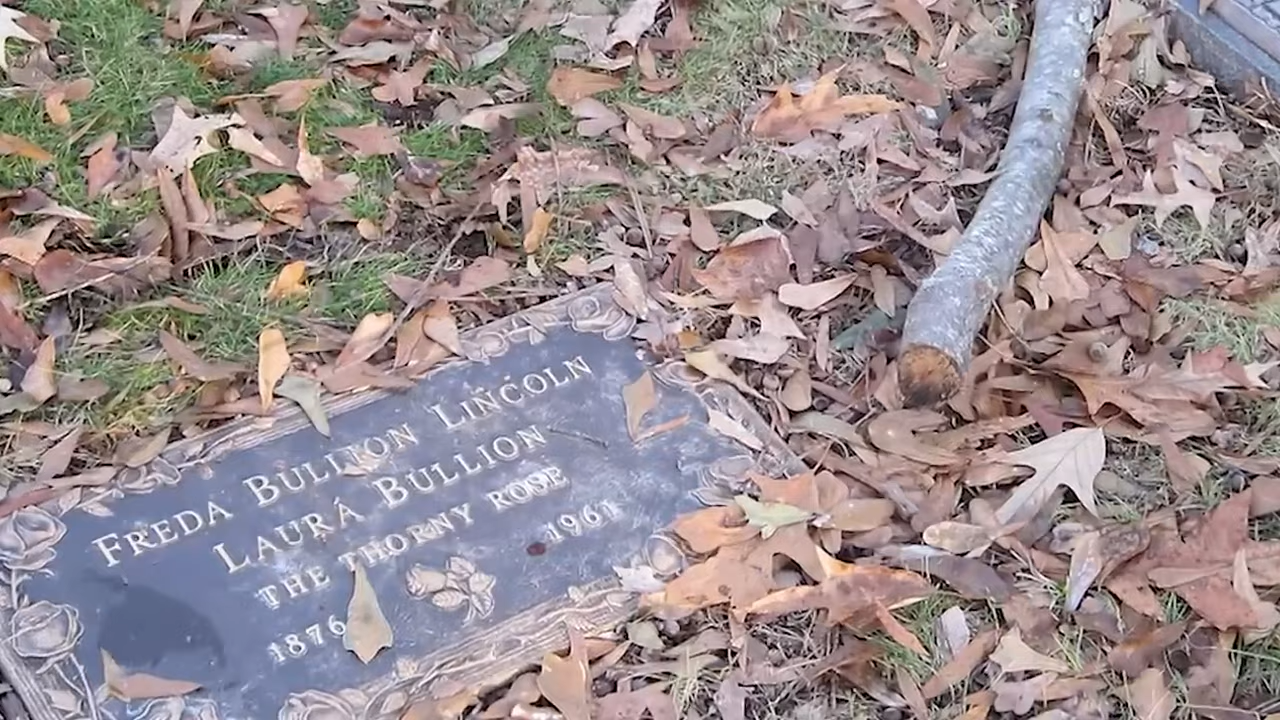 FREDA BULLION LINCOLN
LAURA BULLION
THE THORNY ROSE
1876 1961